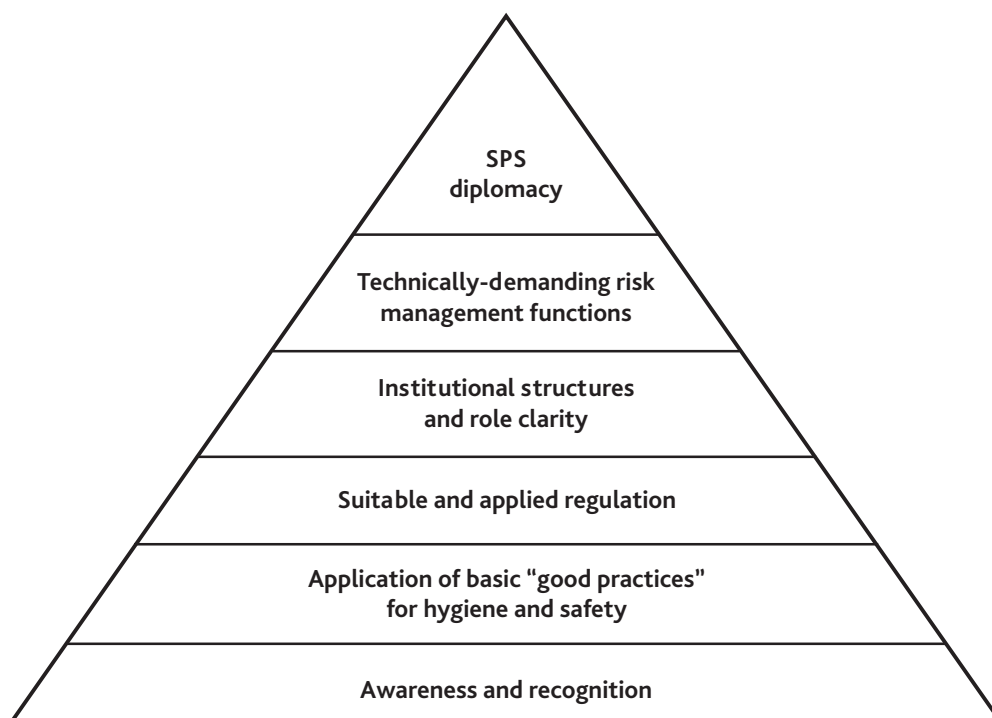 SPS
diplomacy
Technically-demanding risk
management functions
Institutional structures
and role clarity
Suitable and applied regulation
Application of basic “good practices”
for hygiene and safety
Awareness and recognition